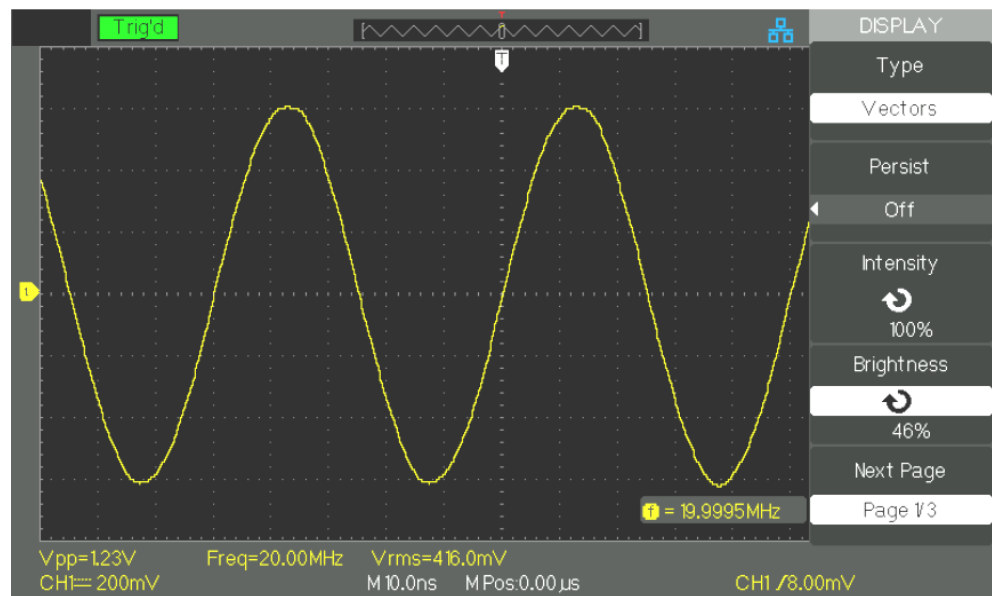 Trig'd
T
DISPLAY
Type
Vectors
Persist
Off
Intensity
100%
Brightness
46%
Next Page
Page 1/3
1
f = 19.9995MHz
Vpp=1.23V Freq=20.00MHz Vrms=416.0mV
CH1 200mV M 10.0ns M Pos:0.00μs CH1 / 8.00mV